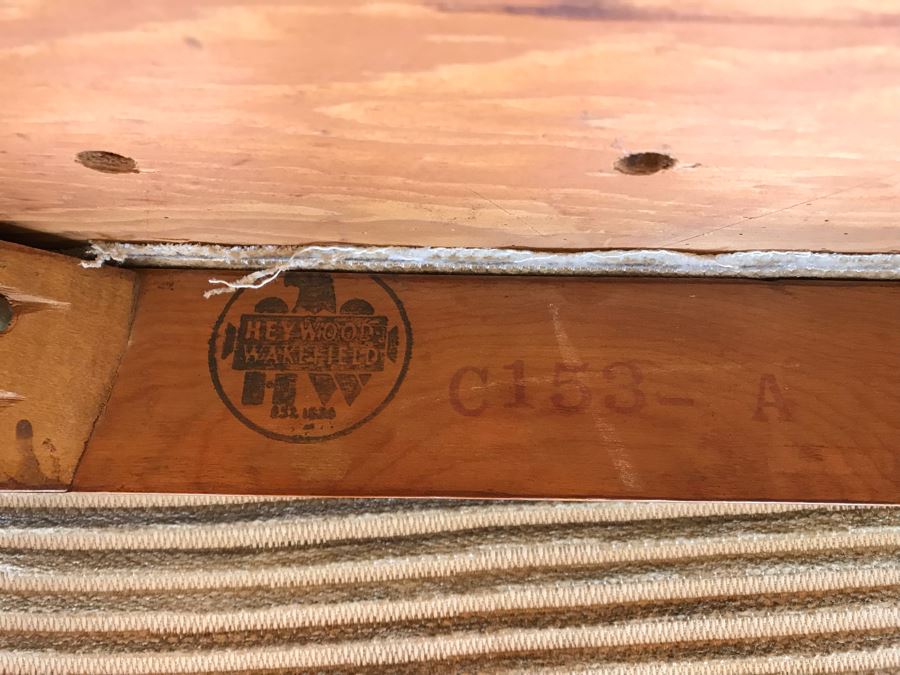 HEYWOOD-
WAKEFIELD
HW
EST. 1826
C153-A